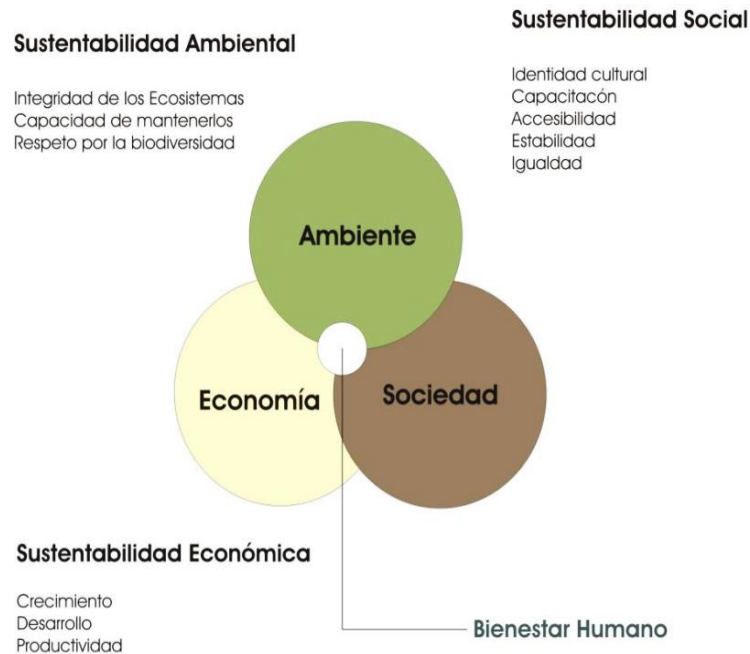 Sustentabilidad Ambiental
Integridad de los Ecosistemas
Capacidad de mantenerlos
Respeto por la biodiversidad
Sustentabilidad Social
Identidad cultural
Capacitacón
Accesibilidad
Estabilidad
Igualdad
Ambiente
Economía
Sociedad
Sustentabilidad Económica
Crecimiento
Desarrollo
Productividad
Bienestar Humano